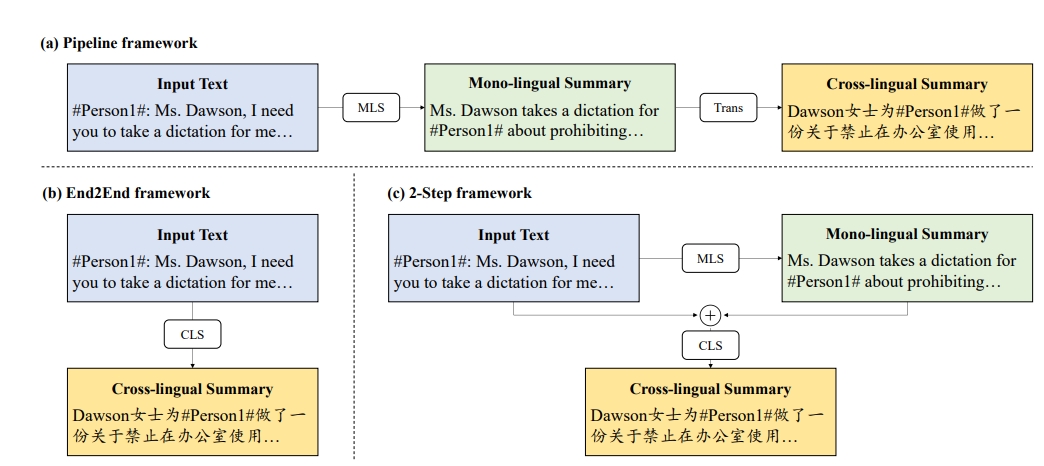 (a) Pipeline framework
Input Text
#Person1#: Ms. Dawson, I need
you to take a dictation for me…
MLS
Mono-lingual Summary
Ms. Dawson takes a dictation for
#Person1# about prohibiting…
Trans
Cross-lingual Summary
Dawson女士为#Person1#做了一
份关于禁止在办公室使用…
(b) End2End framework
Input Text
#Person1#: Ms. Dawson, I need
you to take a dictation for me…
CLS
Cross-lingual Summary
Dawson女士为#Person1#做了一
份关于禁止在办公室使用…
(c) 2-Step framework
Input Text
#Person1#: Ms. Dawson, I need
you to take a dictation for me…
MLS
Mono-lingual Summary
Ms. Dawson takes a dictation for
#Person1# about prohibiting…
+
CLS
Cross-lingual Summary
Dawson女士为#Person1#做了一
份关于禁止在办公室使用…